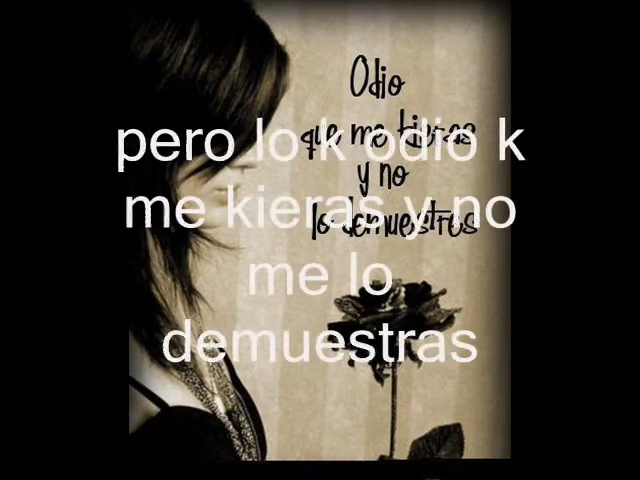 Odio
que me kieras
y no
lo demuestres
pero lo k odio k
me kieras y no
me lo
demuestras